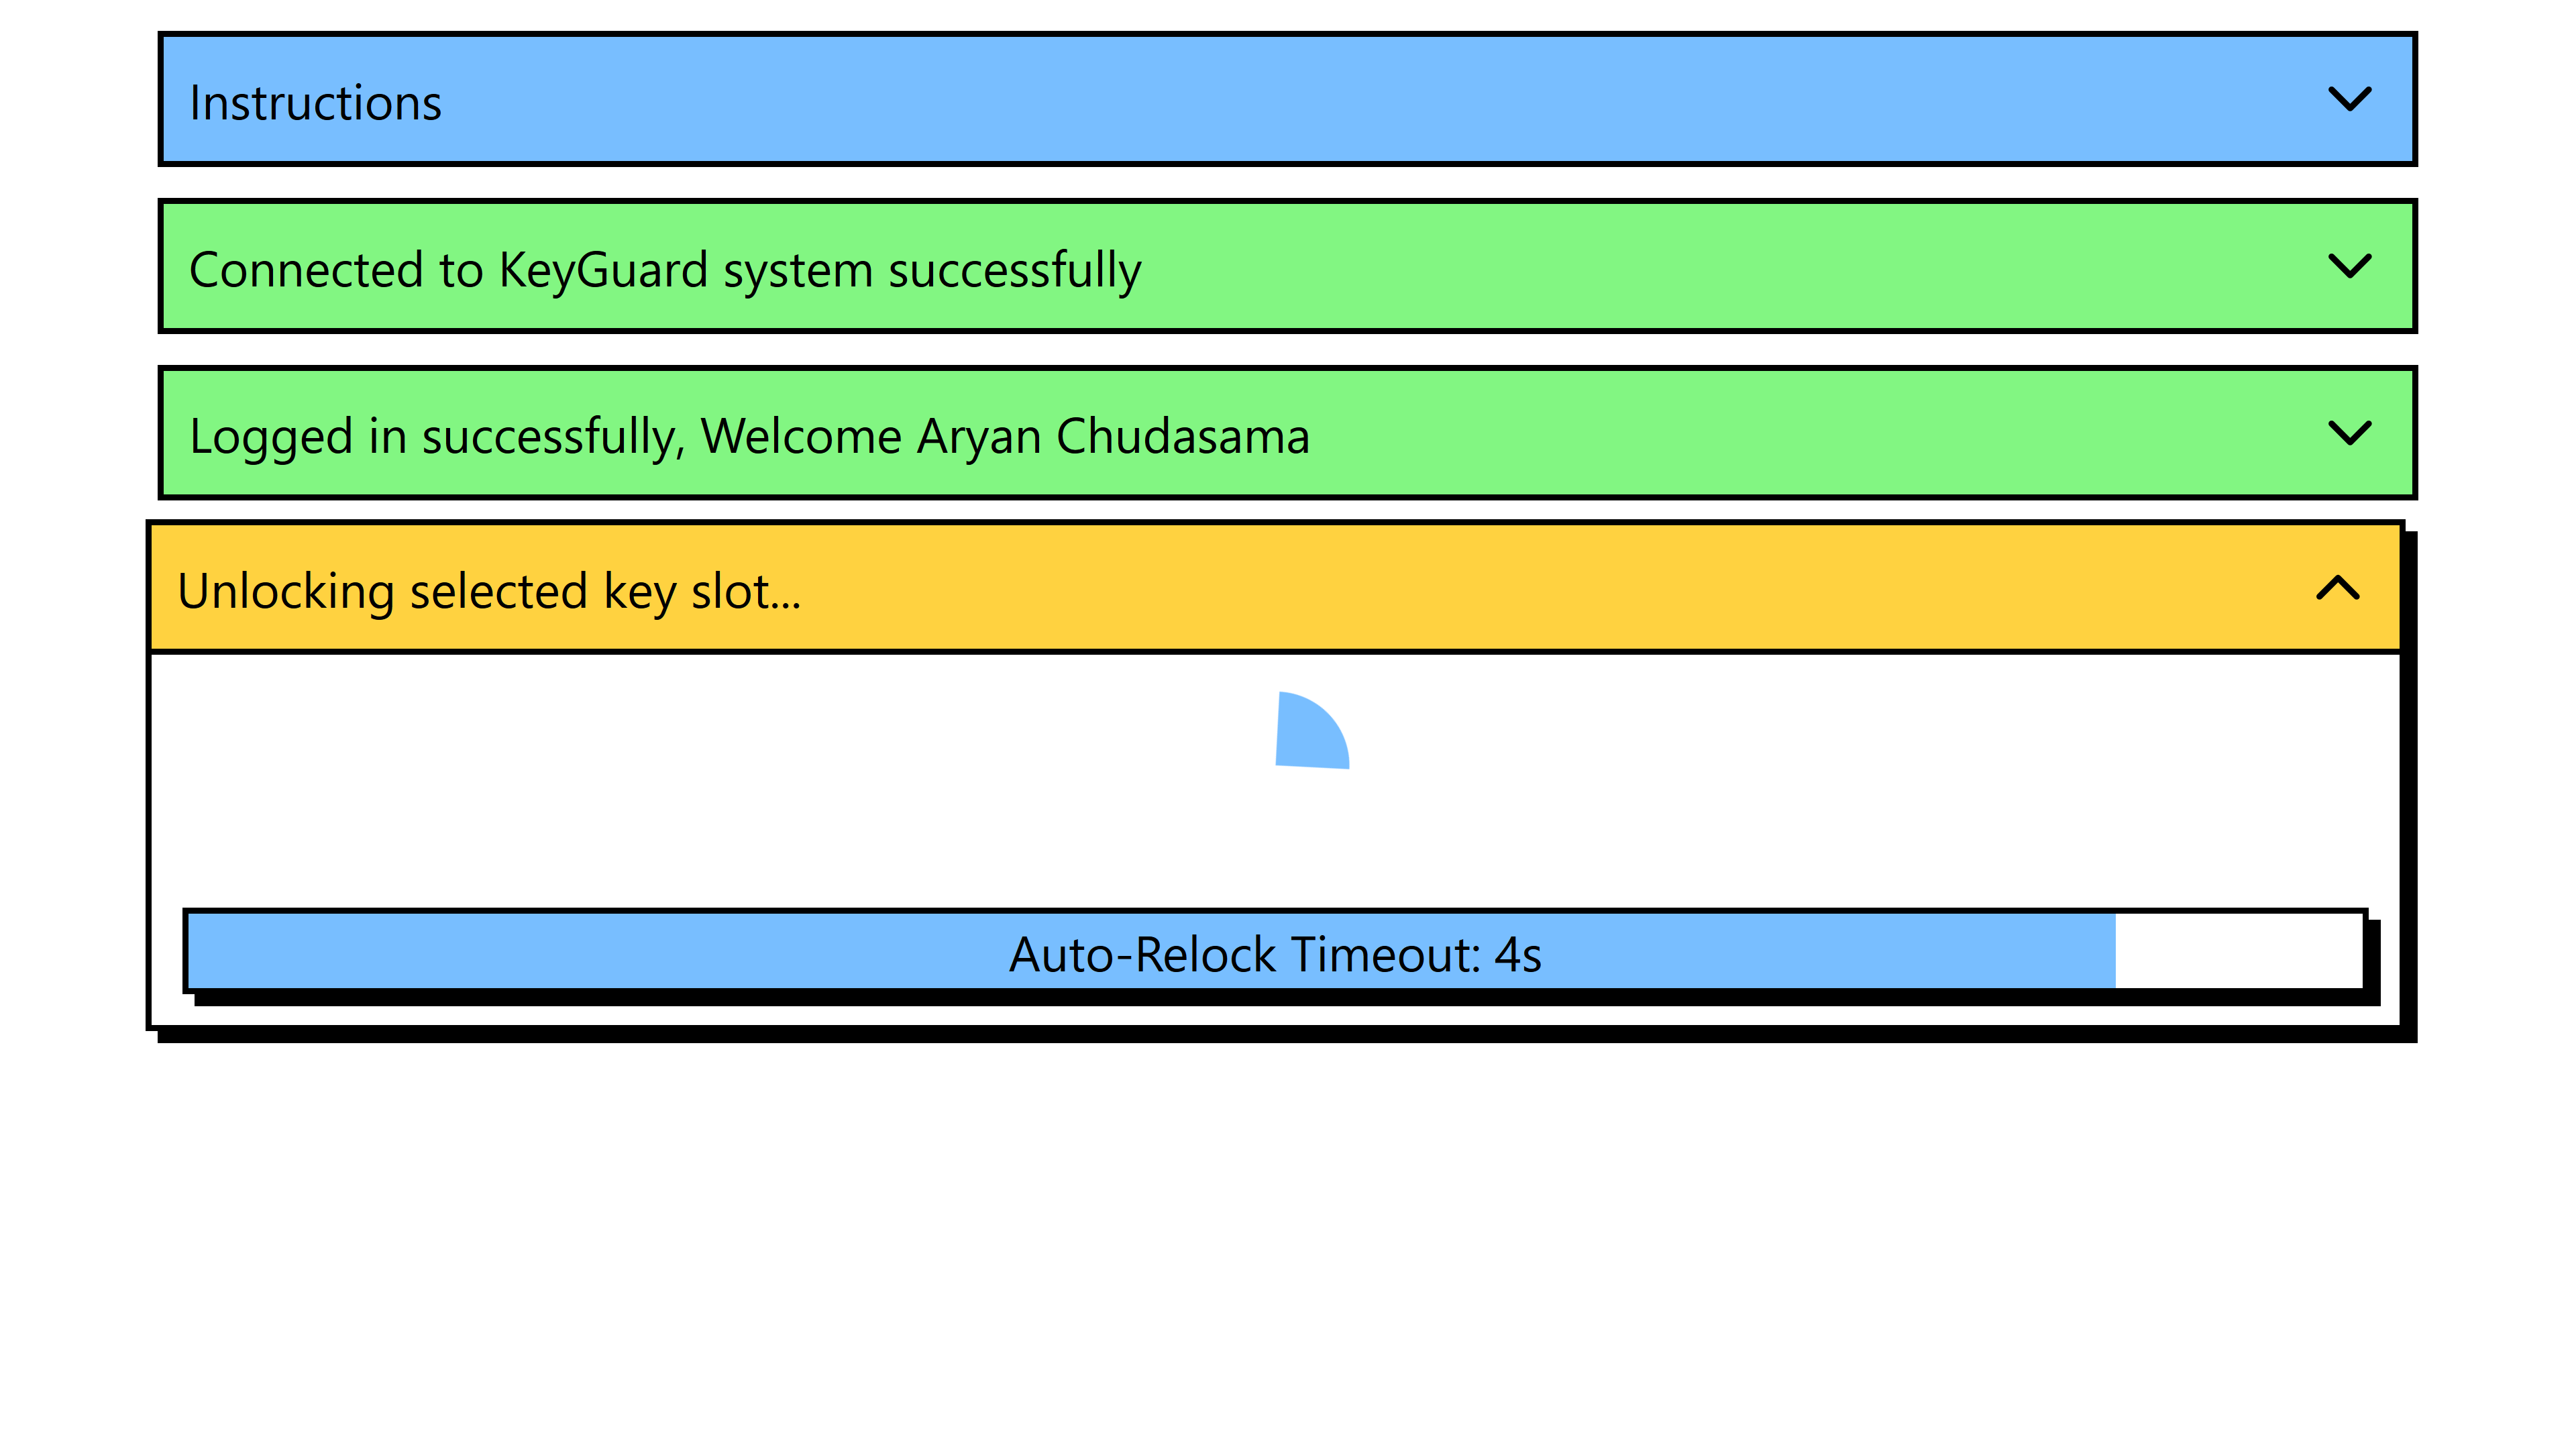 Instructions
Connected to KeyGuard system successfully
Logged in successfully, Welcome Aryan Chudasama
Unlocking selected key slot...
Auto-Relock Timeout: 4s